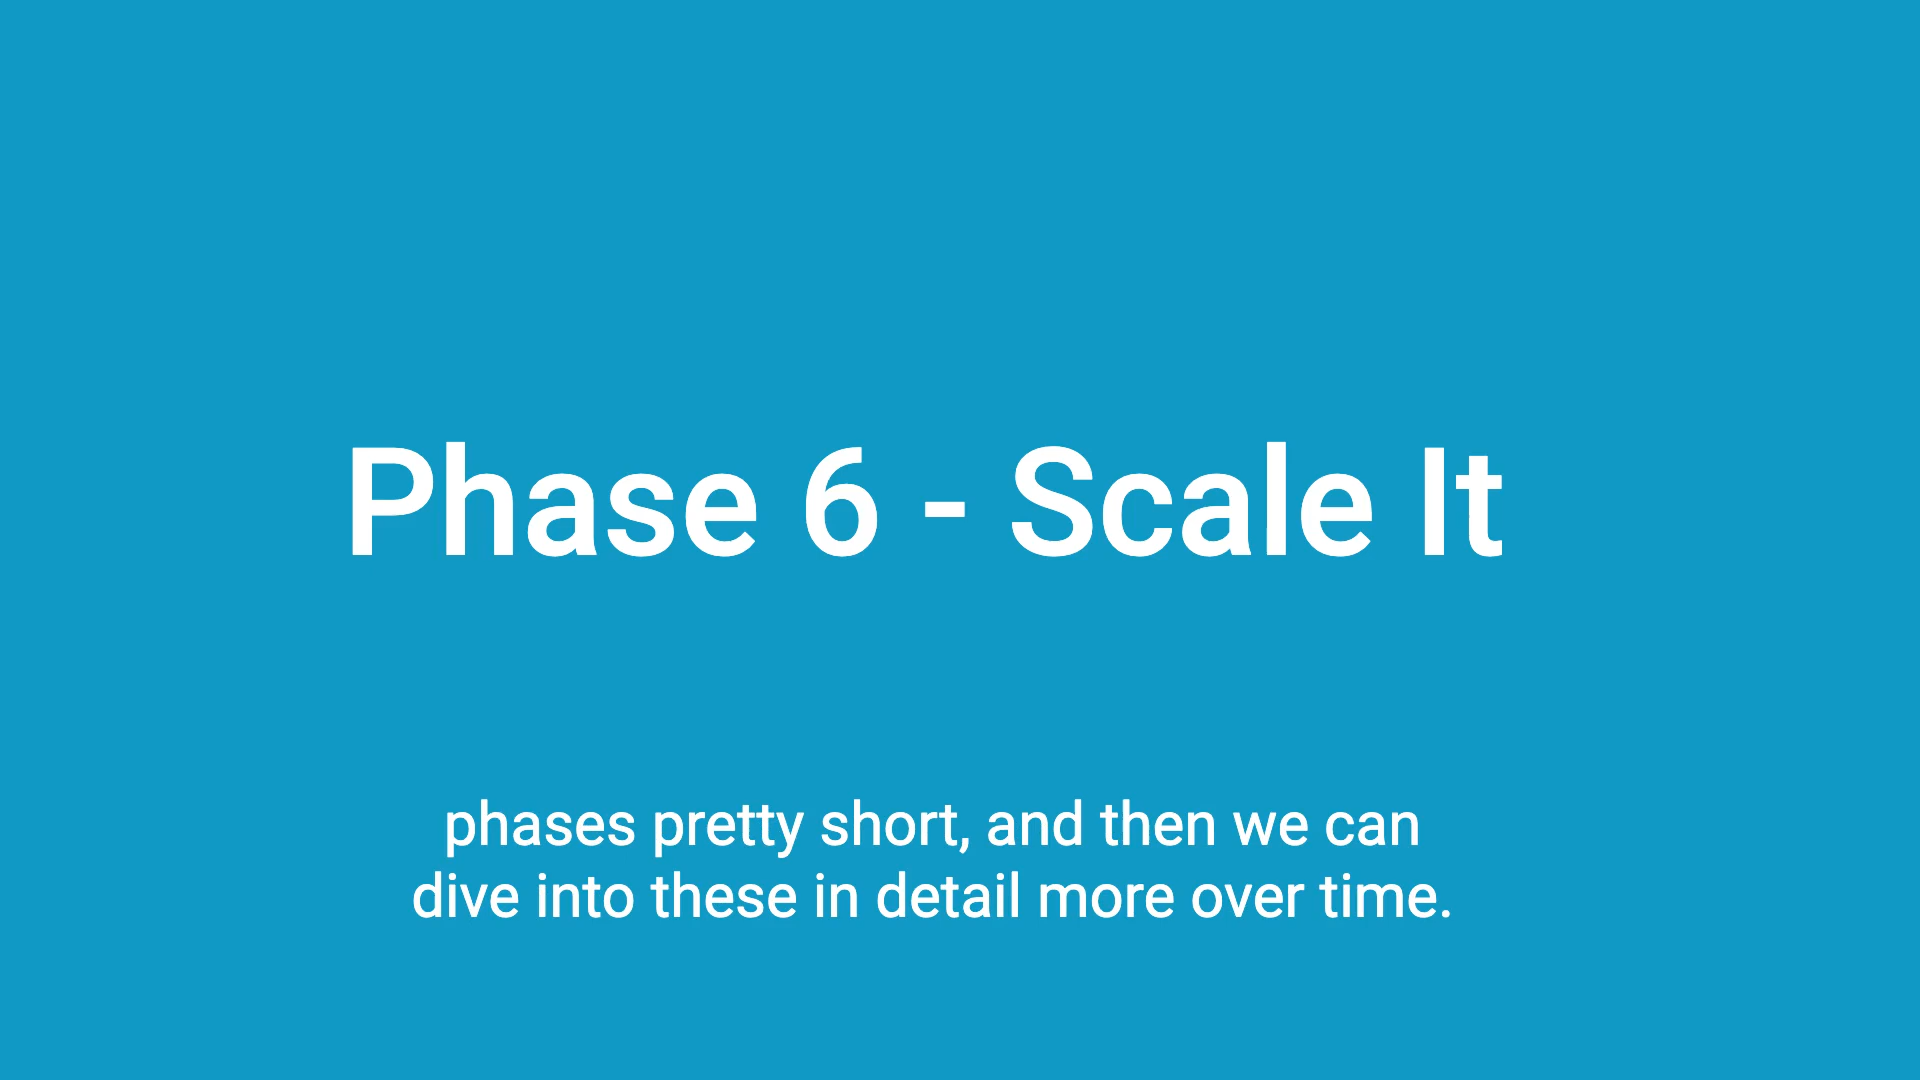 Phase 6 - Scale It
phases pretty short, and then we can
dive into these in detail more over time.